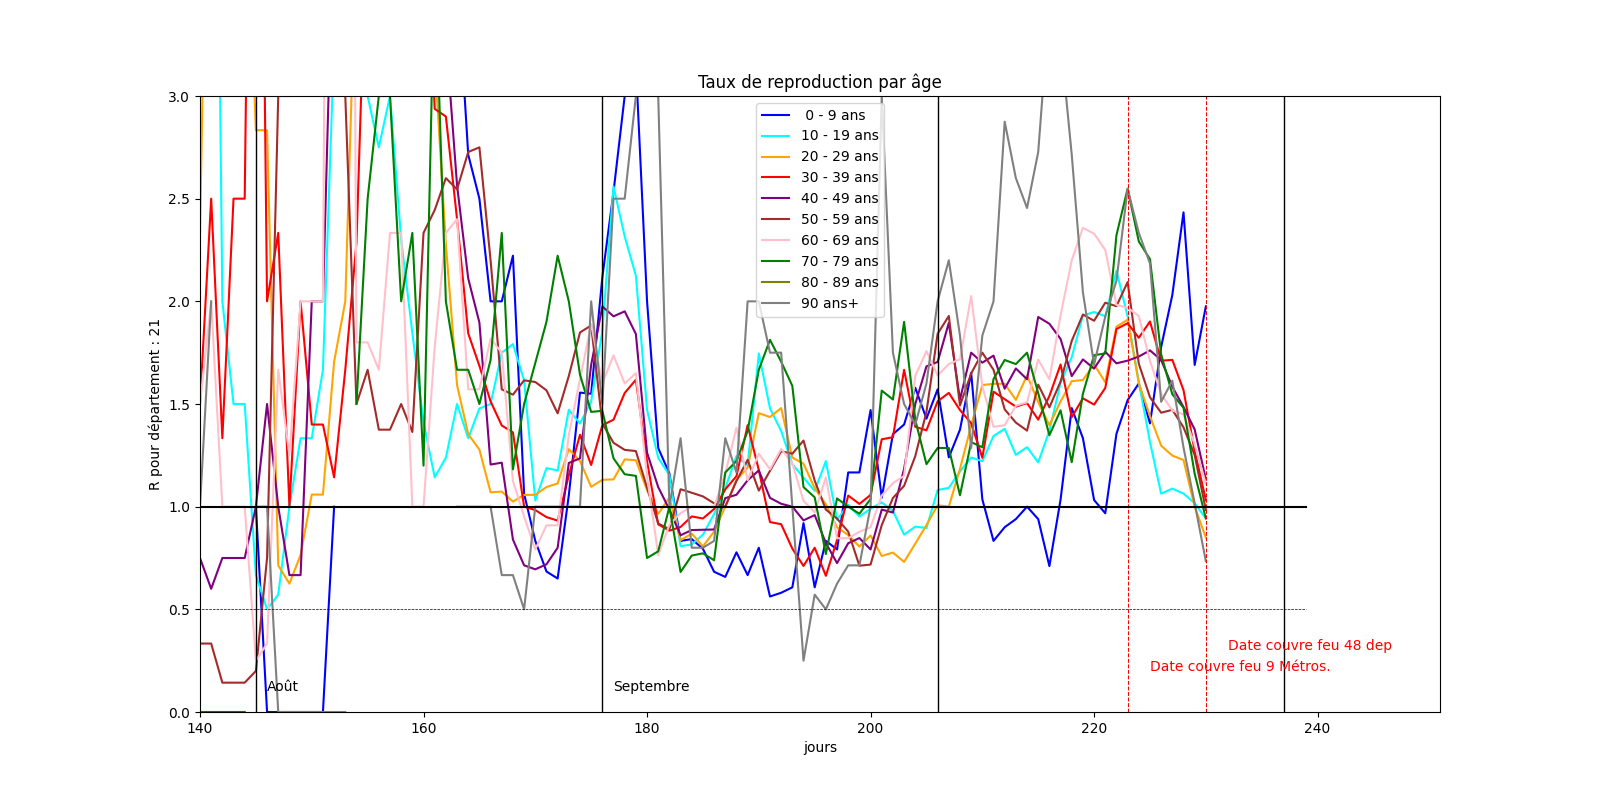 Taux de reproduction par âge
R pour département : 21
3.0
2.5
2.0
1.5
1.0
0.5
0.0
0 - 9 ans
10 - 19 ans
20 - 29 ans
30 - 39 ans
40 - 49 ans
50 - 59 ans
60 - 69 ans
70 - 79 ans
80 - 89 ans
90 ans+
Date couvre feu 48 dep
Date couvre feu 9 Métros.
Août
Septembre
140
160
180
200
220
240
jours